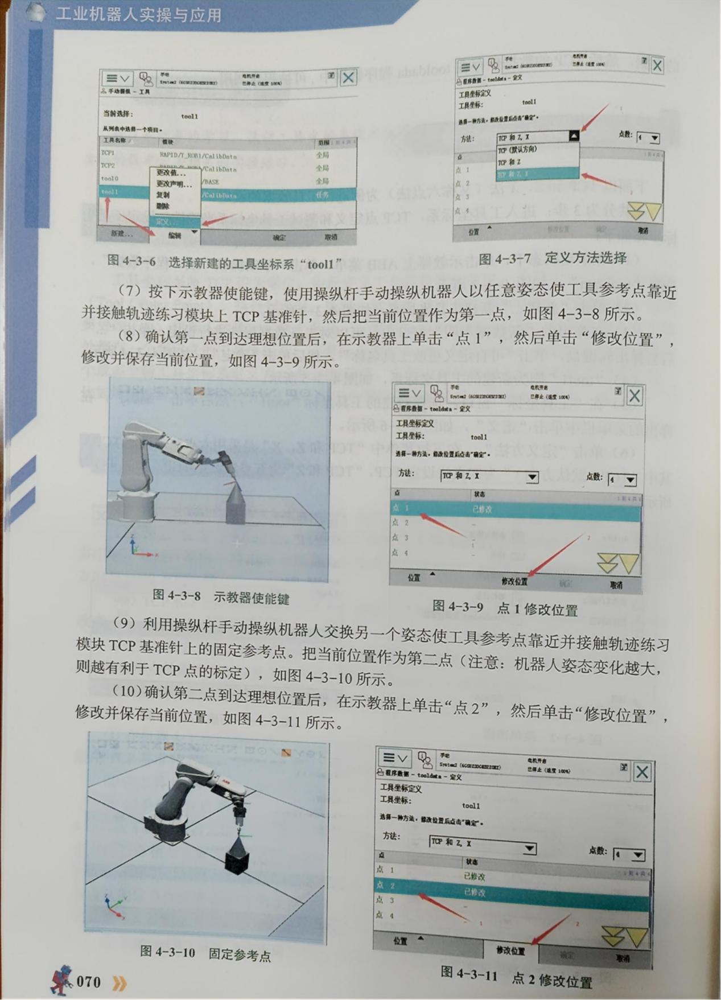 工业机器人实操与应用
手动
System2
电机开启
已停止 (速度 100%)
手动操纵 - 工具
当前选择:
tool1
从列表中选择一个项目。
工具名称
模块
范围
TCP1
RAPID/T_ROB1/CalibData
全局
TCP2
/CalibData
全局
tool0
/BASE
全局
tool1
/CalibData
任务
更改值...
更改声明...
复制
删除
定义...
新建...
编辑
确定
取消
图 4-3-6 选择新建的工具坐标系“tool1”
手动
电机开启
已停止 (速度 100%)
程序数据 - tooldata - 定义
工具坐标定义
工具坐标:
tool1
选择一种方法,修改位置后点击“确定”。
方法:
TCP 和 Z, X
点数:
4
TCP (默认方向)
TCP 和 Z
TCP 和 Z, X
点
点 1
点 2
点 3
点 4
位置
修改位置
确定
取消
图 4-3-7 定义方法选择
(7)按下示教器使能键,使用操纵杆手动操纵机器人以任意姿态使工具参考点靠近
并接触轨迹练习模块上 TCP 基准针,然后把当前位置作为第一点,如图 4-3-8 所示。
(8)确认第一点到达理想位置后,在示教器上单击“点 1”,然后单击“修改位置”,
修改并保存当前位置,如图 4-3-9 所示。
图 4-3-8 示教器使能键
手动
电机开启
已停止 (速度 100%)
程序数据 - tooldata - 定义
工具坐标定义
工具坐标:
tool1
选择一种方法,修改位置后点击“确定”。
方法:
TCP 和 Z, X
点数:
4
点
状态
点 1
已修改
点 2
-
点 3
-
点 4
-
位置
修改位置
确定
取消
图 4-3-9 点 1 修改位置
(9)利用操纵杆手动操纵机器人交换另一个姿态使工具参考点靠近并接触轨迹练习
模块 TCP 基准针上的固定参考点。把当前位置作为第二点(注意:机器人姿态变化越大,
则越有利于 TCP 点的标定),如图 4-3-10 所示。
(10)确认第二点到达理想位置后,在示教器上单击“点 2”,然后单击“修改位置”,
修改并保存当前位置,如图 4-3-11 所示。
图 4-3-10 固定参考点
手动
电机开启
已停止 (速度 100%)
程序数据 - tooldata - 定义
工具坐标定义
工具坐标:
tool1
选择一种方法,修改位置后点击“确定”。
方法:
TCP 和 Z, X
点数:
4
点
状态
点 1
已修改
点 2
已修改
点 3
-
点 4
-
位置
修改位置
确定
取消
图 4-3-11 点 2 修改位置
070